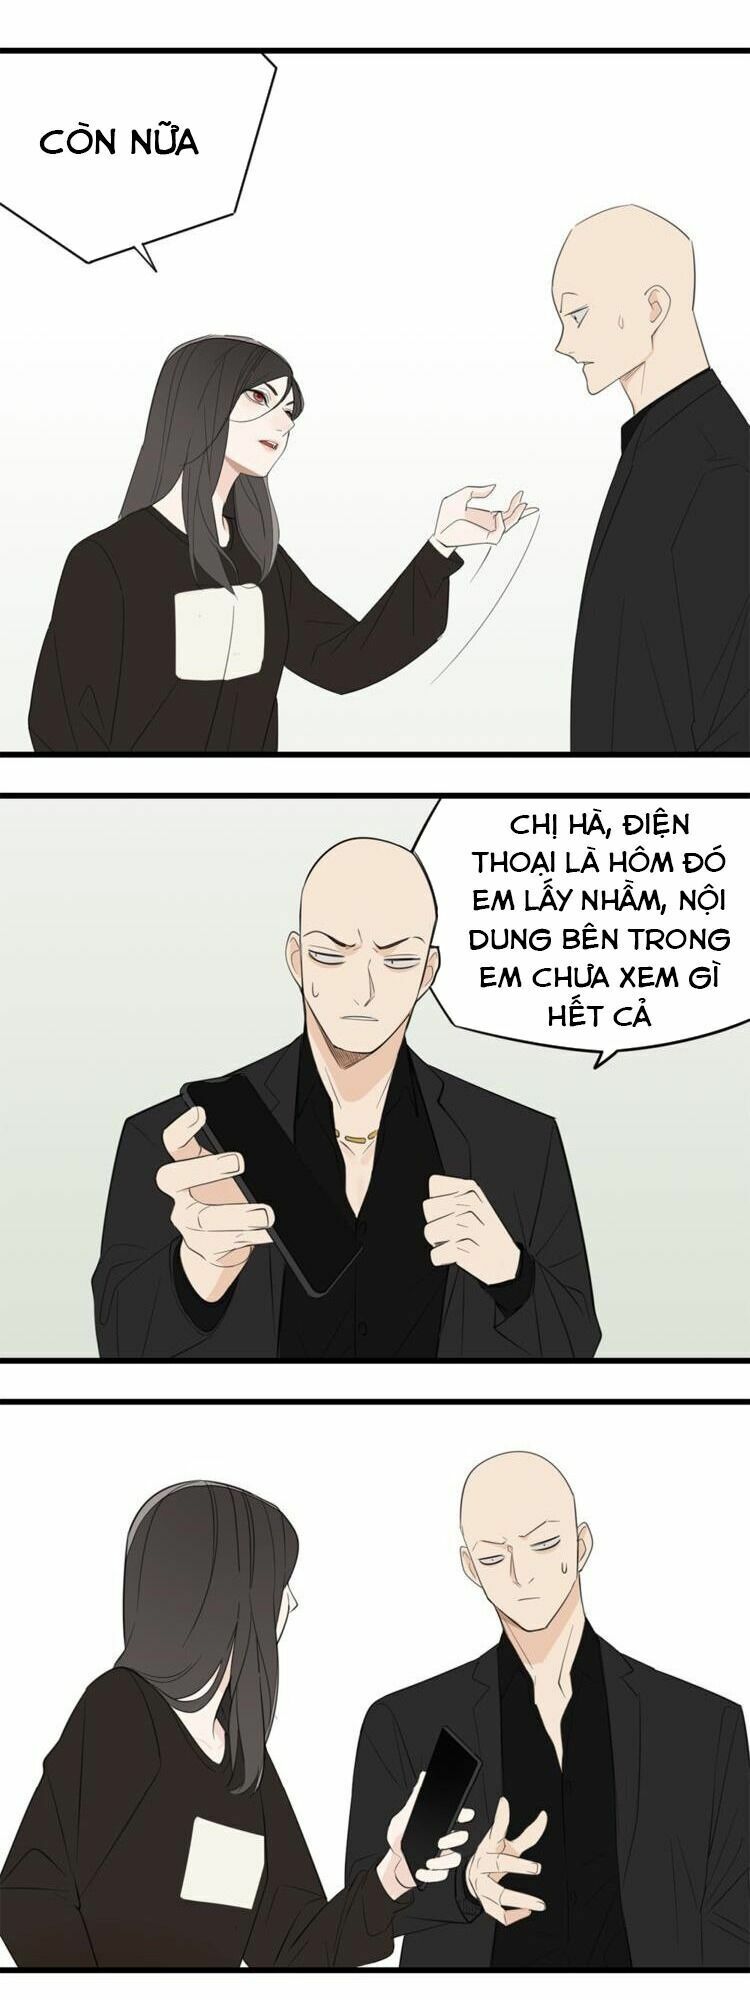 CÒN NỮA
CHỊ HÀ, ĐIỆN
THOẠI LÀ HÔM ĐÓ
EM LẤY NHẦM, NỘI
DUNG BÊN TRONG
EM CHƯA XEM GÌ
HẾT CẢ